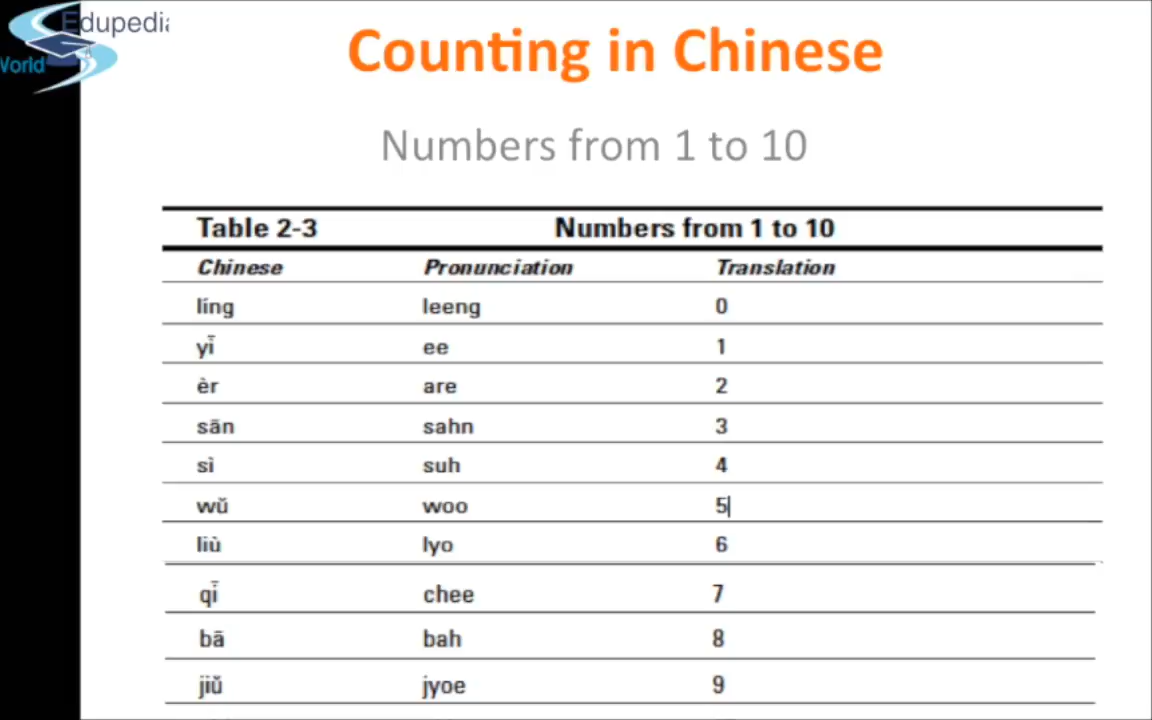 Edupedia
World
Counting in Chinese
Numbers from 1 to 10
Table 2-3 Numbers from 1 to 10
Chinese Pronunciation Translation
líng leeng 0
yī ee 1
èr are 2
sān sahn 3
sì suh 4
wǔ woo 5
liù lyo 6
qī chee 7
bā bah 8
jiǔ jyoe 9